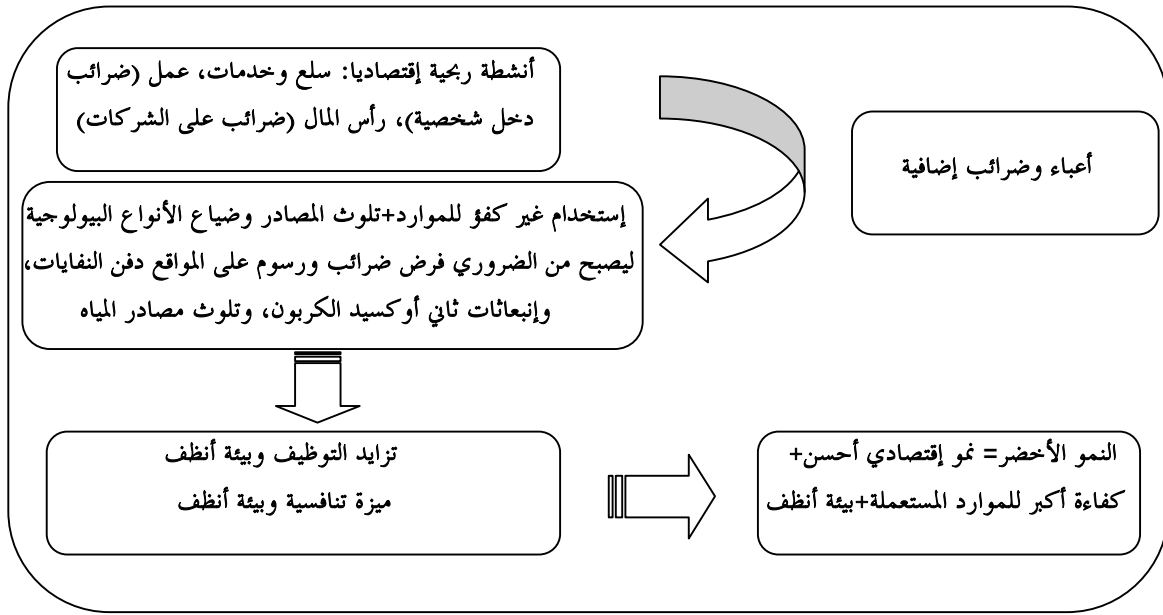 أنشطة ربحية إقتصاديا: سلع وخدمات، عمل (ضرائب
دخل شخصية)، رأس المال (ضرائب على الشركات)
أعباء وضرائب إضافية
إستخدام غير كفؤ للموارد+تلوث المصادر وضياع الأنواع البيولوجية
ليصبح من الضروري فرض ضرائب ورسوم على المواقع دفن النفايات،
وإنبعاثات ثاني أوكسيد الكربون، وتلوث مصادر المياه
تزايد التوظيف وبيئة أنظف
ميزة تنافسية وبيئة أنظف
النمو الأخضر= نمو إقتصادي أحسن+
كفاءة أكبر للموارد المستعملة+بيئة أنظف